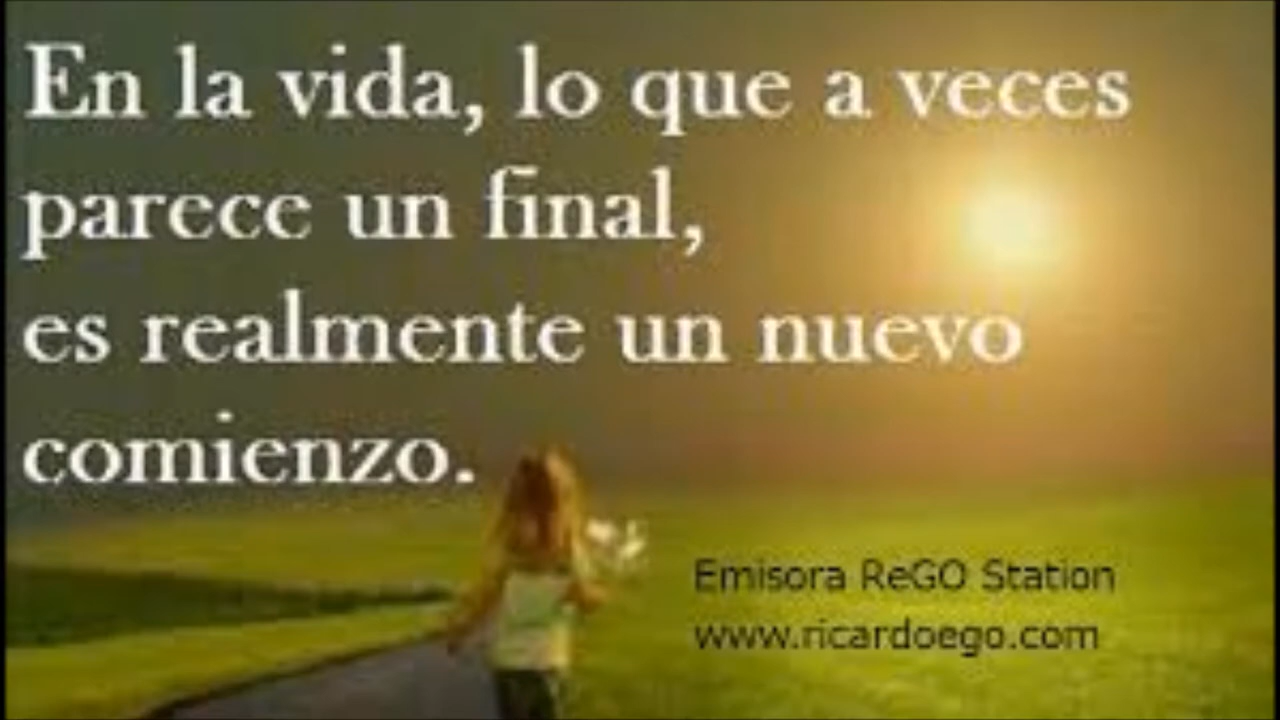 En la vida, lo que a veces
parece un final,
es realmente un nuevo
comienzo.
Emisora ReGO Station
www.ricardoego.com